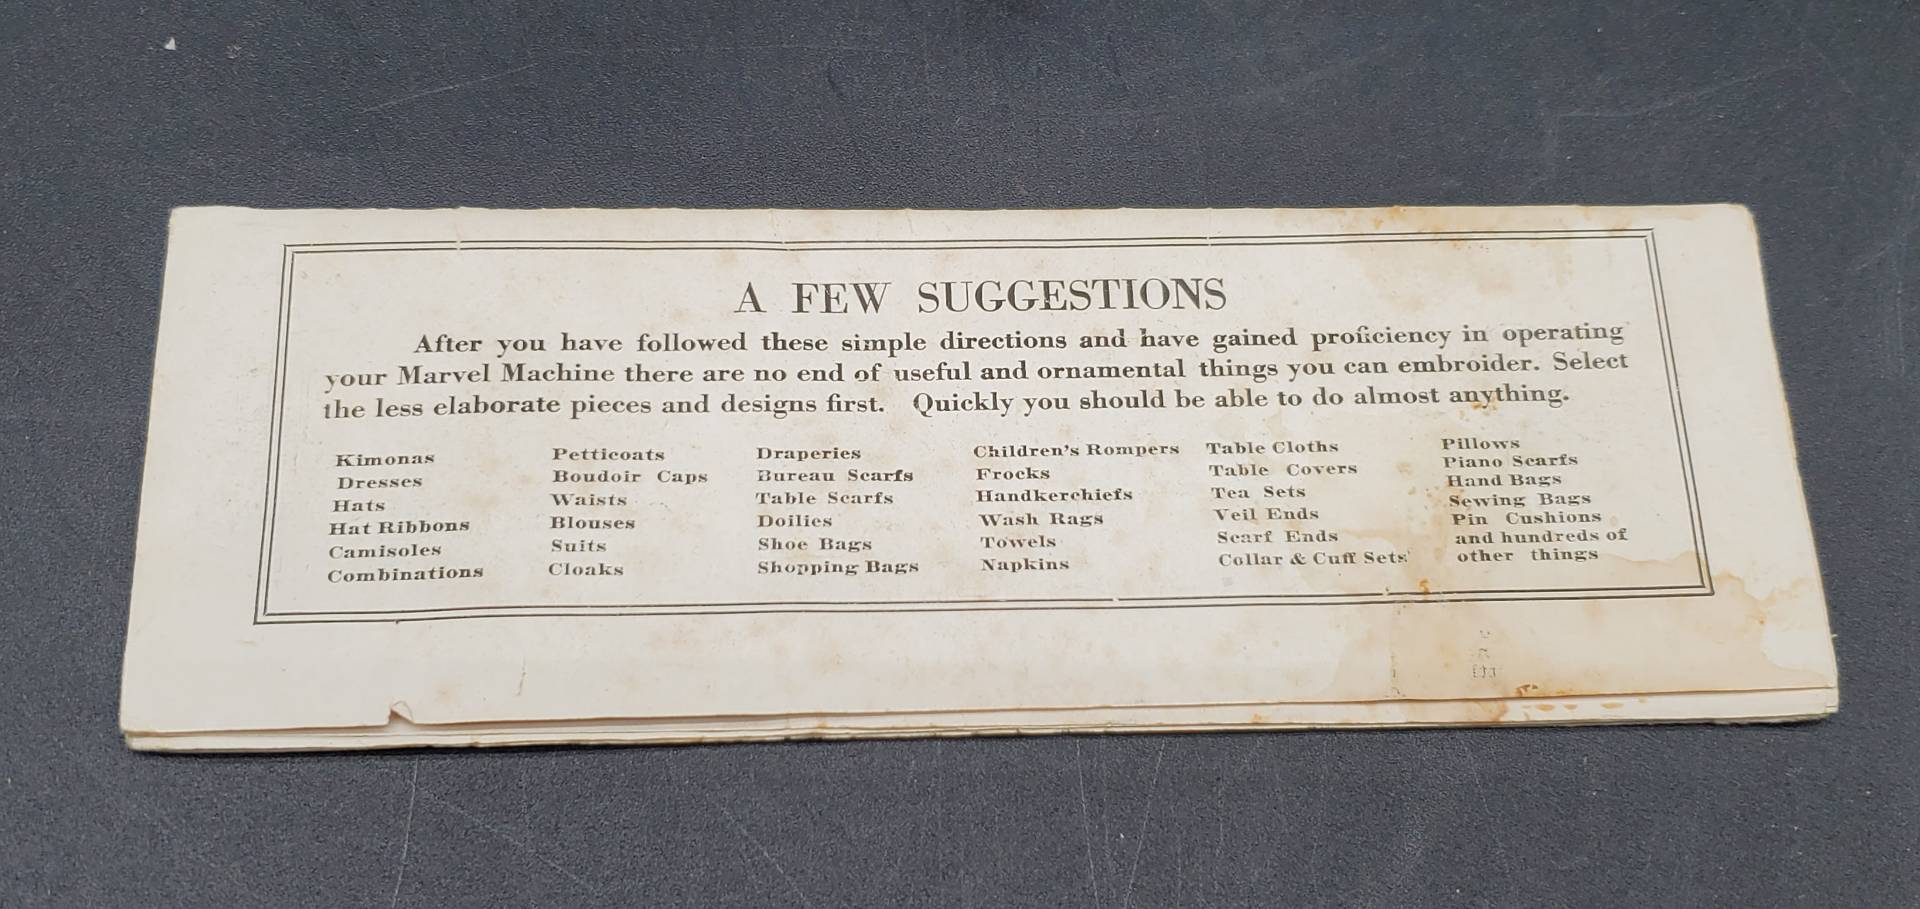 A FEW SUGGESTIONS
After you have followed these simple directions and have gained proficiency in operating
your Marvel Machine there are no end of useful and ornamental things you can embroider. Select
the less elaborate pieces and designs first. Quickly you should be able to do almost anything.
Kimonas
Dresses
Hats
Hat Ribbons
Camisoles
Combinations
Petticoats
Boudoir Caps
Waists
Blouses
Suits
Cloaks
Draperies
Bureau Scarfs
Table Scarfs
Doilies
Shoe Bags
Shopping Bags
Children's Rompers
Frocks
Handkerchiefs
Wash Rags
Towels
Napkins
Table Cloths
Table Covers
Tea Sets
Veil Ends
Scarf Ends
Collar & Cuff Sets
Pillows
Piano Scarfs
Hand Bags
Sewing Bags
Pin Cushions
and hundreds of
other things